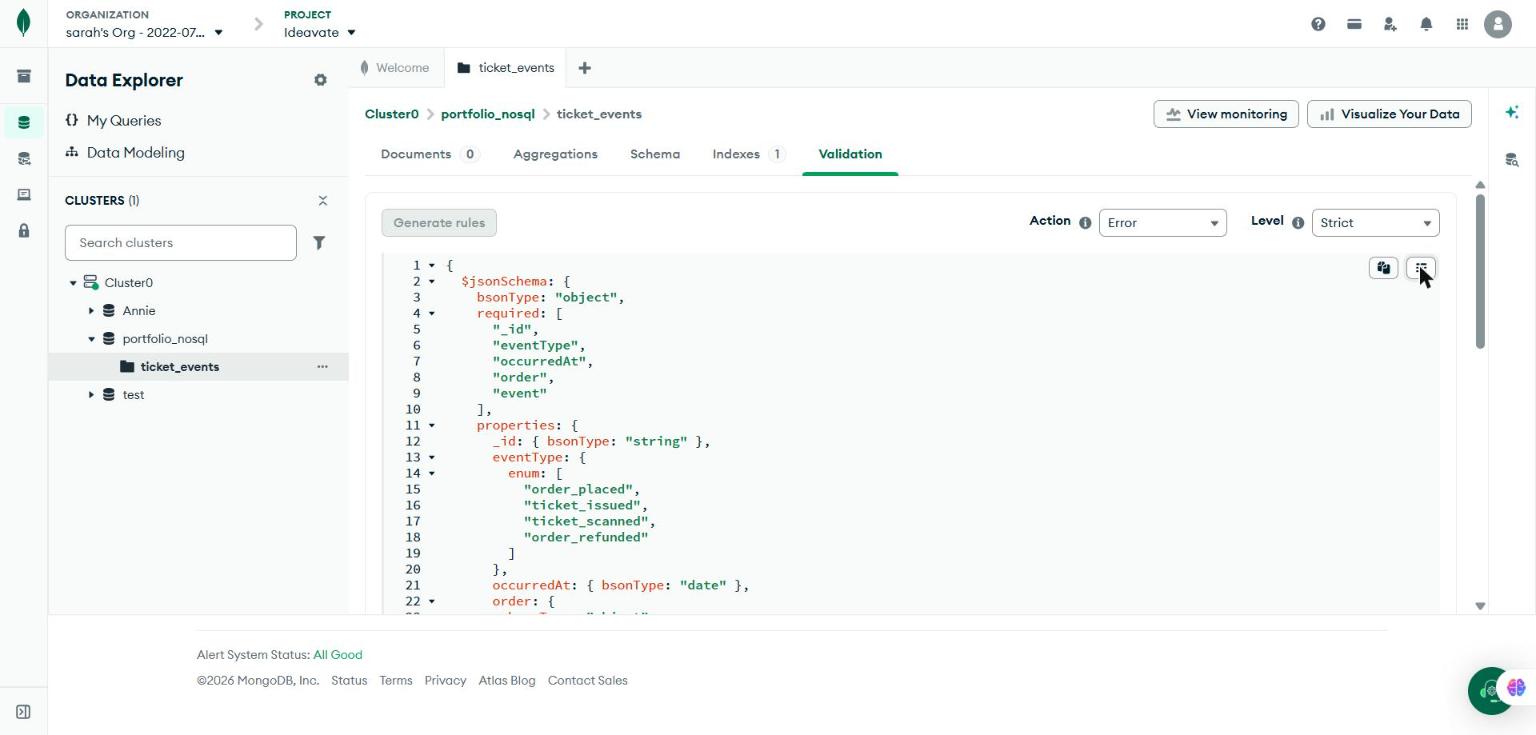 ORGANIZATION
sarah's Org - 2022-07...
PROJECT
Ideavate
Data Explorer
My Queries
Data Modeling
CLUSTERS (1)
Search clusters
Cluster0
Annie
portfolio_nosql
ticket_events
test
Welcome
ticket_events
Cluster0 > portfolio_nosql > ticket_events
View monitoring
Visualize Your Data
Documents 0
Aggregations
Schema
Indexes 1
Validation
Generate rules
Action
Error
Level
Strict
1 {
2 $jsonSchema: {
3 bsonType: "object",
4 required: [
5 "_id",
6 "eventType",
7 "occurredAt",
8 "order",
9 "event"
10 ],
11 properties: {
12 _id: { bsonType: "string" },
13 eventType: {
14 enum: [
15 "order_placed",
16 "ticket_issued",
17 "ticket_scanned",
18 "order_refunded"
19 ]
20 },
21 occurredAt: { bsonType: "date" },
22 order: {
Alert System Status: All Good
©2026 MongoDB, Inc. Status Terms Privacy Atlas Blog Contact Sales